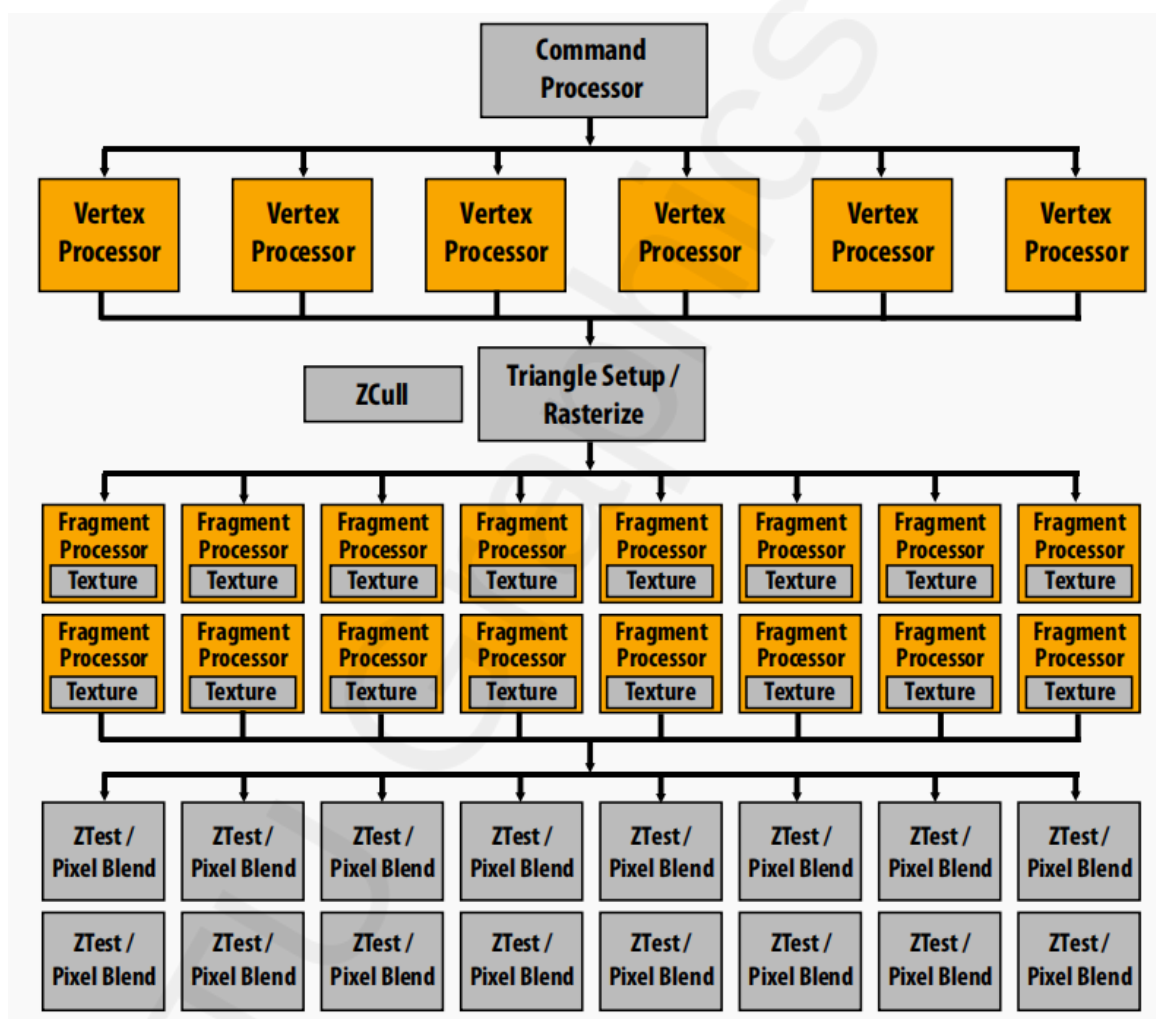 Command
Processor
Vertex Vertex Vertex Vertex Vertex Vertex
Processor Processor Processor Processor Processor Processor
ZCull
Triangle Setup /
Rasterize
Fragment Fragment Fragment Fragment Fragment Fragment Fragment Fragment
Processor Processor Processor Processor Processor Processor Processor Processor
Texture Texture Texture Texture Texture Texture Texture Texture
Fragment Fragment Fragment Fragment Fragment Fragment Fragment Fragment
Processor Processor Processor Processor Processor Processor Processor Processor
Texture Texture Texture Texture Texture Texture Texture Texture
ZTest / ZTest / ZTest / ZTest / ZTest / ZTest / ZTest / ZTest /
Pixel Blend Pixel Blend Pixel Blend Pixel Blend Pixel Blend Pixel Blend Pixel Blend Pixel Blend
ZTest / ZTest / ZTest / ZTest / ZTest / ZTest / ZTest / ZTest /
Pixel Blend Pixel Blend Pixel Blend Pixel Blend Pixel Blend Pixel Blend Pixel Blend Pixel Blend
Graphics